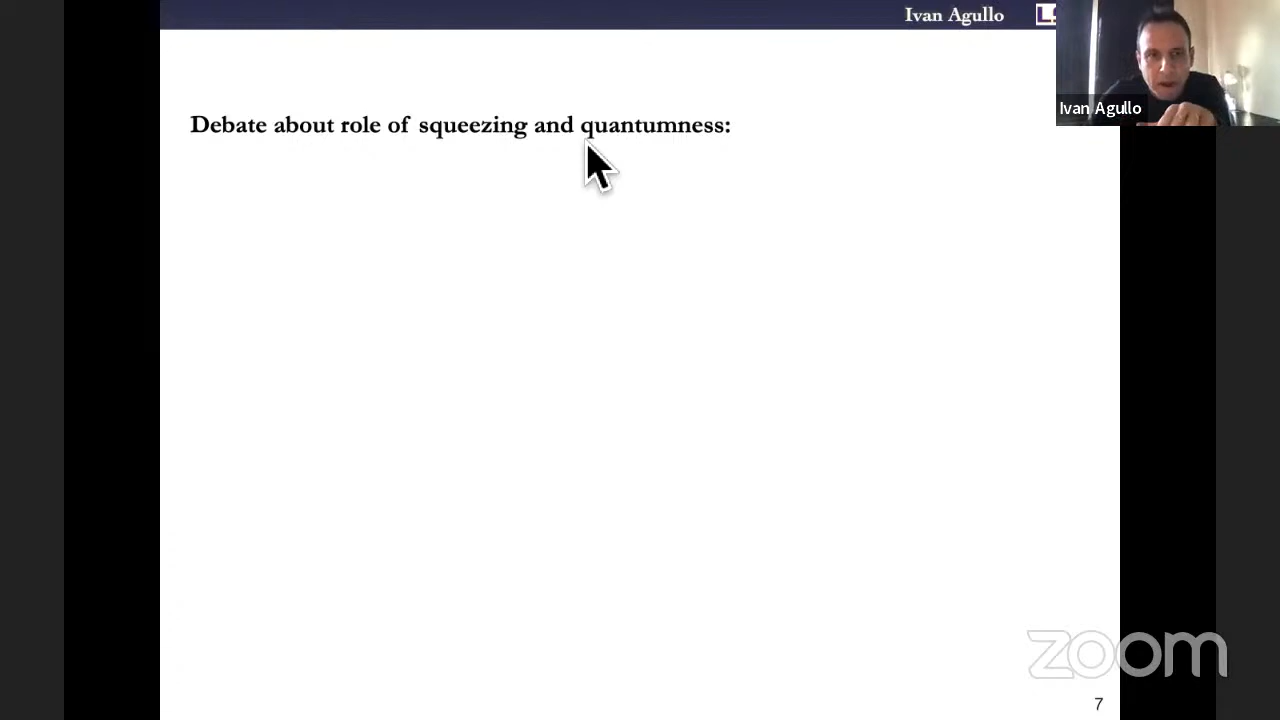 Ivan Agullo
Ivan Agullo
Debate about role of squeezing and quantumness:
zoom
7